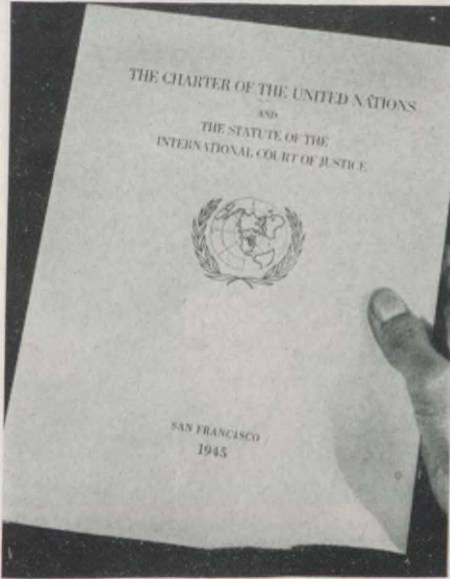 THE CHARTER OF THE UNITED NATIONS
AND
THE STATUTE OF THE
INTERNATIONAL COURT OF JUSTICE
SAN FRANCISCO
1945